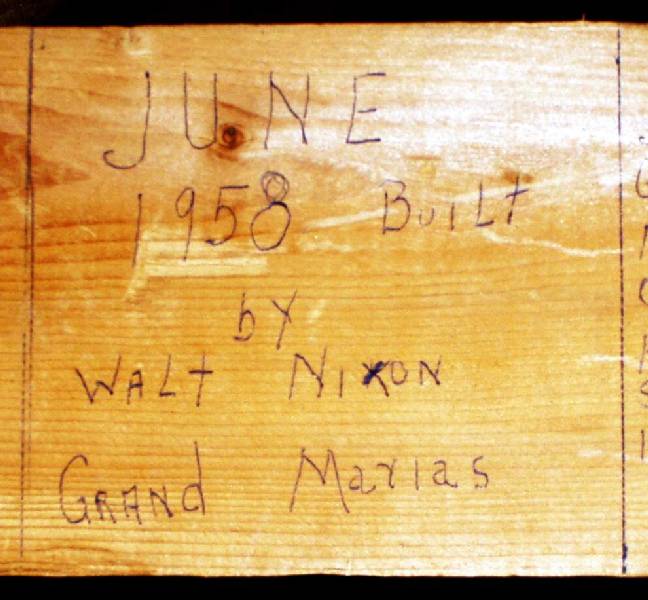 JUNE
1958 BuiLt
by
WALt NIXON
GRANd Marias